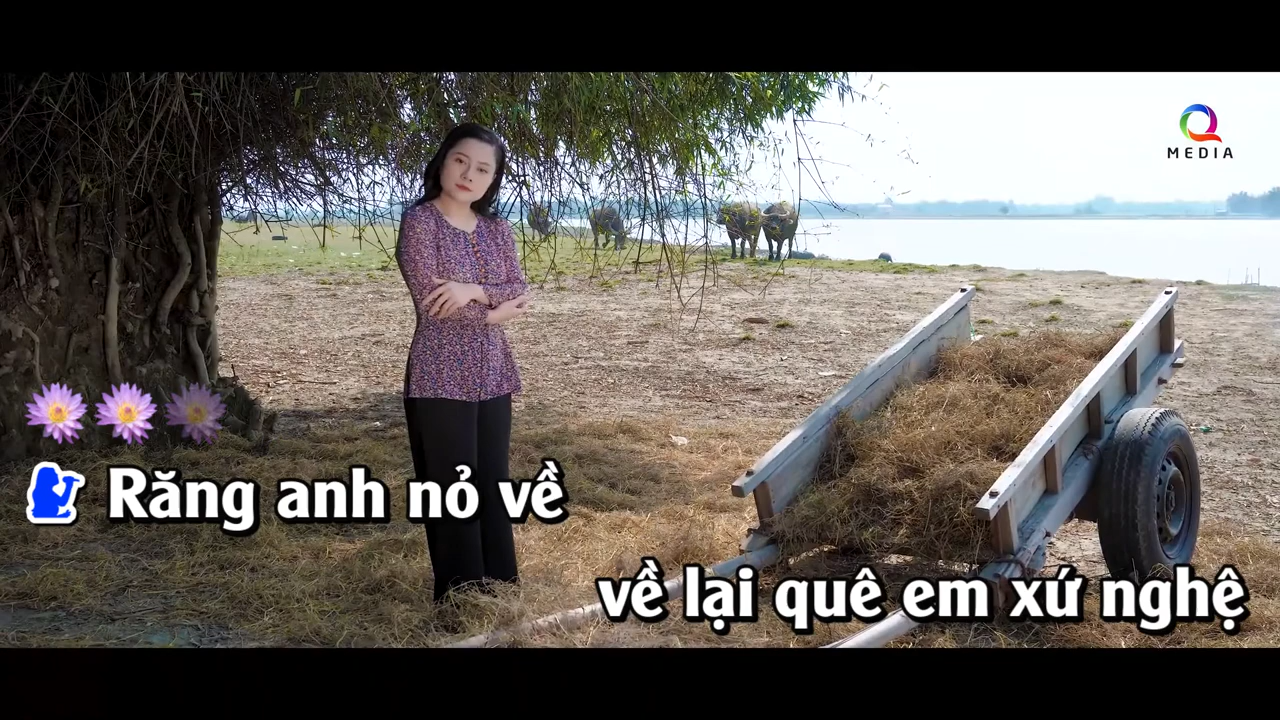 Q
MEDIA
Răng anh nỏ về
về lại quê em xứ nghệ